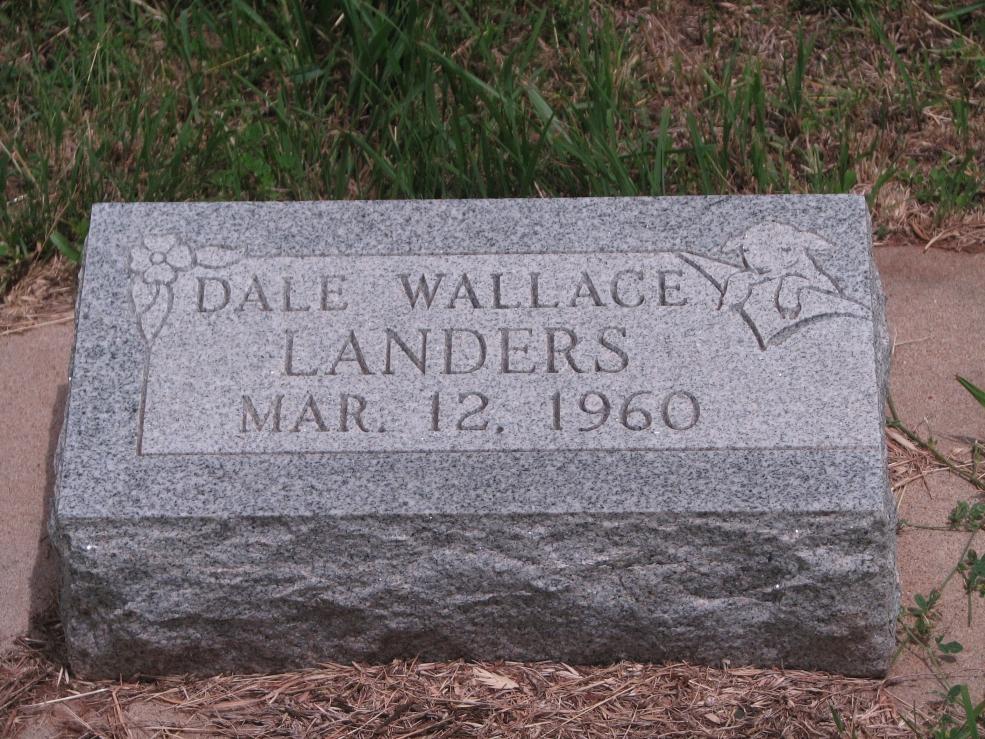 DALE WALLACE
LANDERS
MAR. 12, 1960